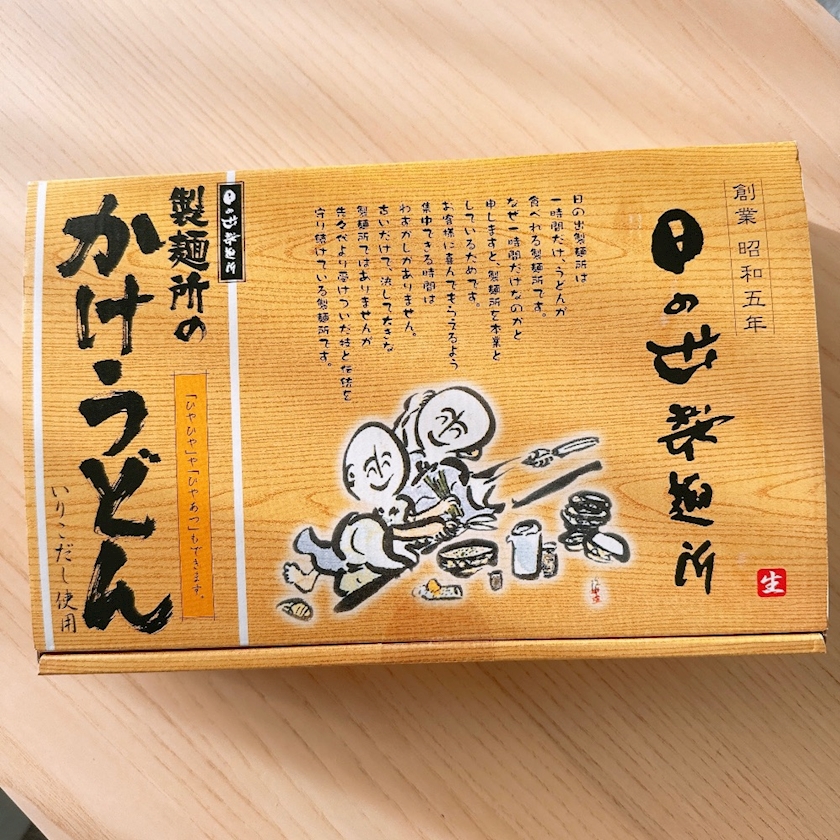 創業 昭和五年
日の出製麺所
生
日の出製麺所は
一時間だけ、うどんが
食べれる製麺所です。
なぜ一時間だけなのかと
申しますと、製麺所を本業と
しているためです。
お客様に喜んでもらえるよう
集中できる時間は
わずかしかありません。
古いだけで、決して大きな
製麺所ではありませんが
先々代より受けついだ技と伝統を
守り続けている製麺所です。
日の出製麺所
製麺所の
かけうどん
「ひやひや」や「ひやあつ」もできます。
いりこだし使用